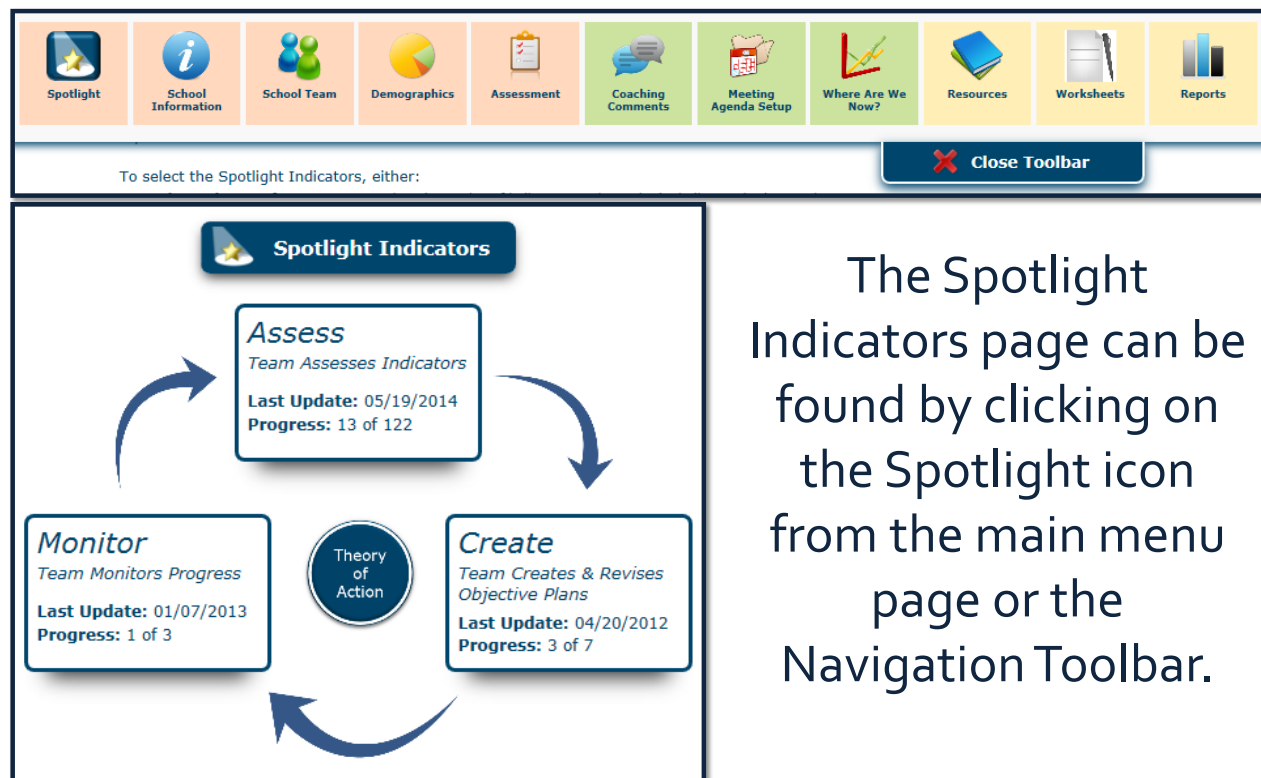 Spotlight
School
Information
School Team
Demographics
Assessment
Coaching
Comments
Meeting
Agenda Setup
Where Are We
Now?
Resources
Worksheets
Reports
Close Toolbar
To select the Spotlight Indicators, either:
Spotlight Indicators
Assess
Team Assesses Indicators
Last Update: 05/19/2014
Progress: 13 of 122
Monitor
Team Monitors Progress
Last Update: 01/07/2013
Progress: 1 of 3
Theory
of
Action
Create
Team Creates & Revises
Objective Plans
Last Update: 04/20/2012
Progress: 3 of 7
The Spotlight
Indicators page can be
found by clicking on
the Spotlight icon
from the main menu
page or the
Navigation Toolbar.